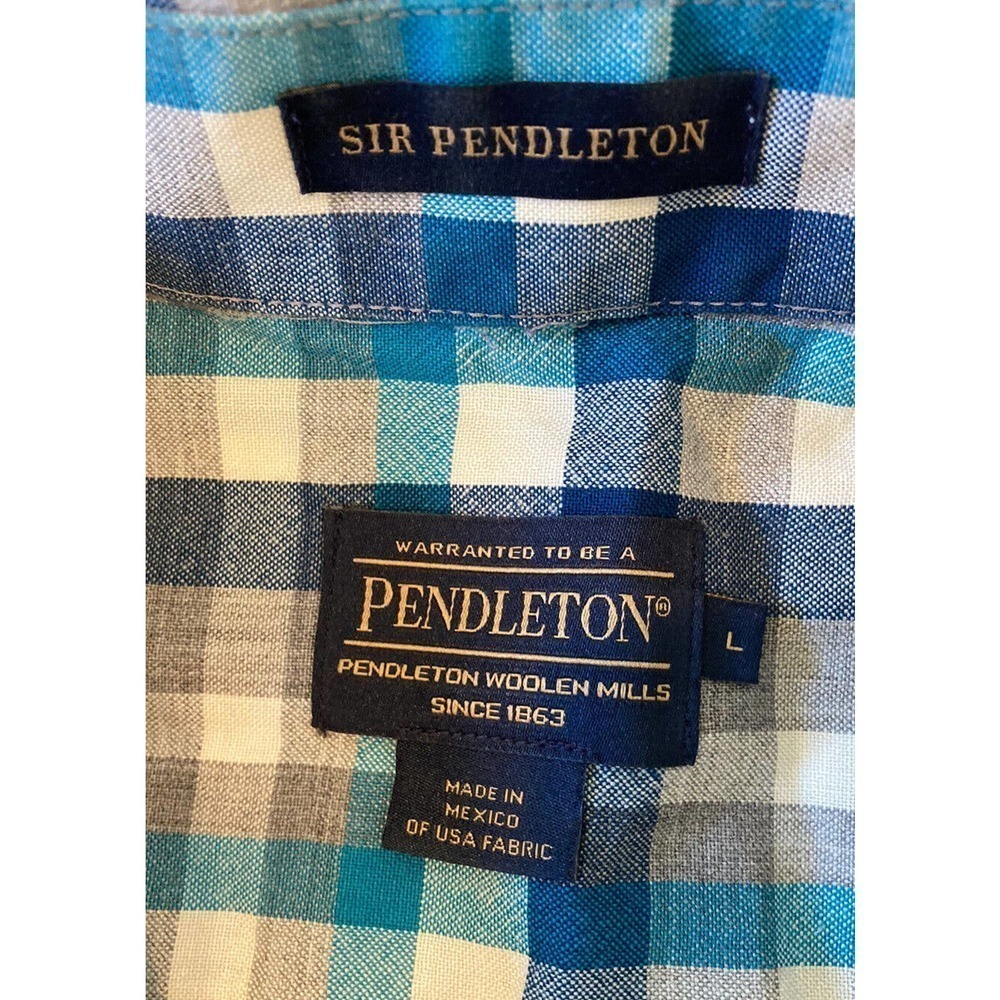 SIR PENDLETON
WARRANTED TO BE A
PENDLETON®
L
PENDLETON WOOLEN MILLS
SINCE 1863
MADE IN
MEXICO
OF USA FABRIC